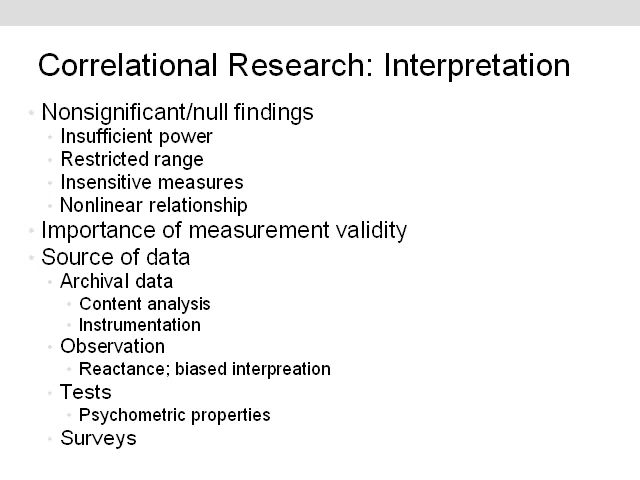 Correlational Research: Interpretation
Nonsignificant/null findings
Insufficient power
Restricted range
Insensitive measures
Nonlinear relationship
Importance of measurement validity
Source of data
Archival data
Content analysis
Instrumentation
Observation
Reactance; biased interpreation
Tests
Psychometric properties
Surveys